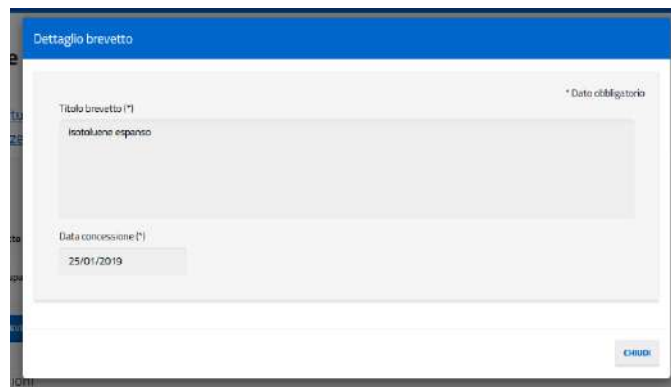 Dettaglio brevetto
* Dato obbligatorio
Titolo brevetto (*)
Isotoluene espanso
Data concessione (*)
25/01/2019
CHIUDI